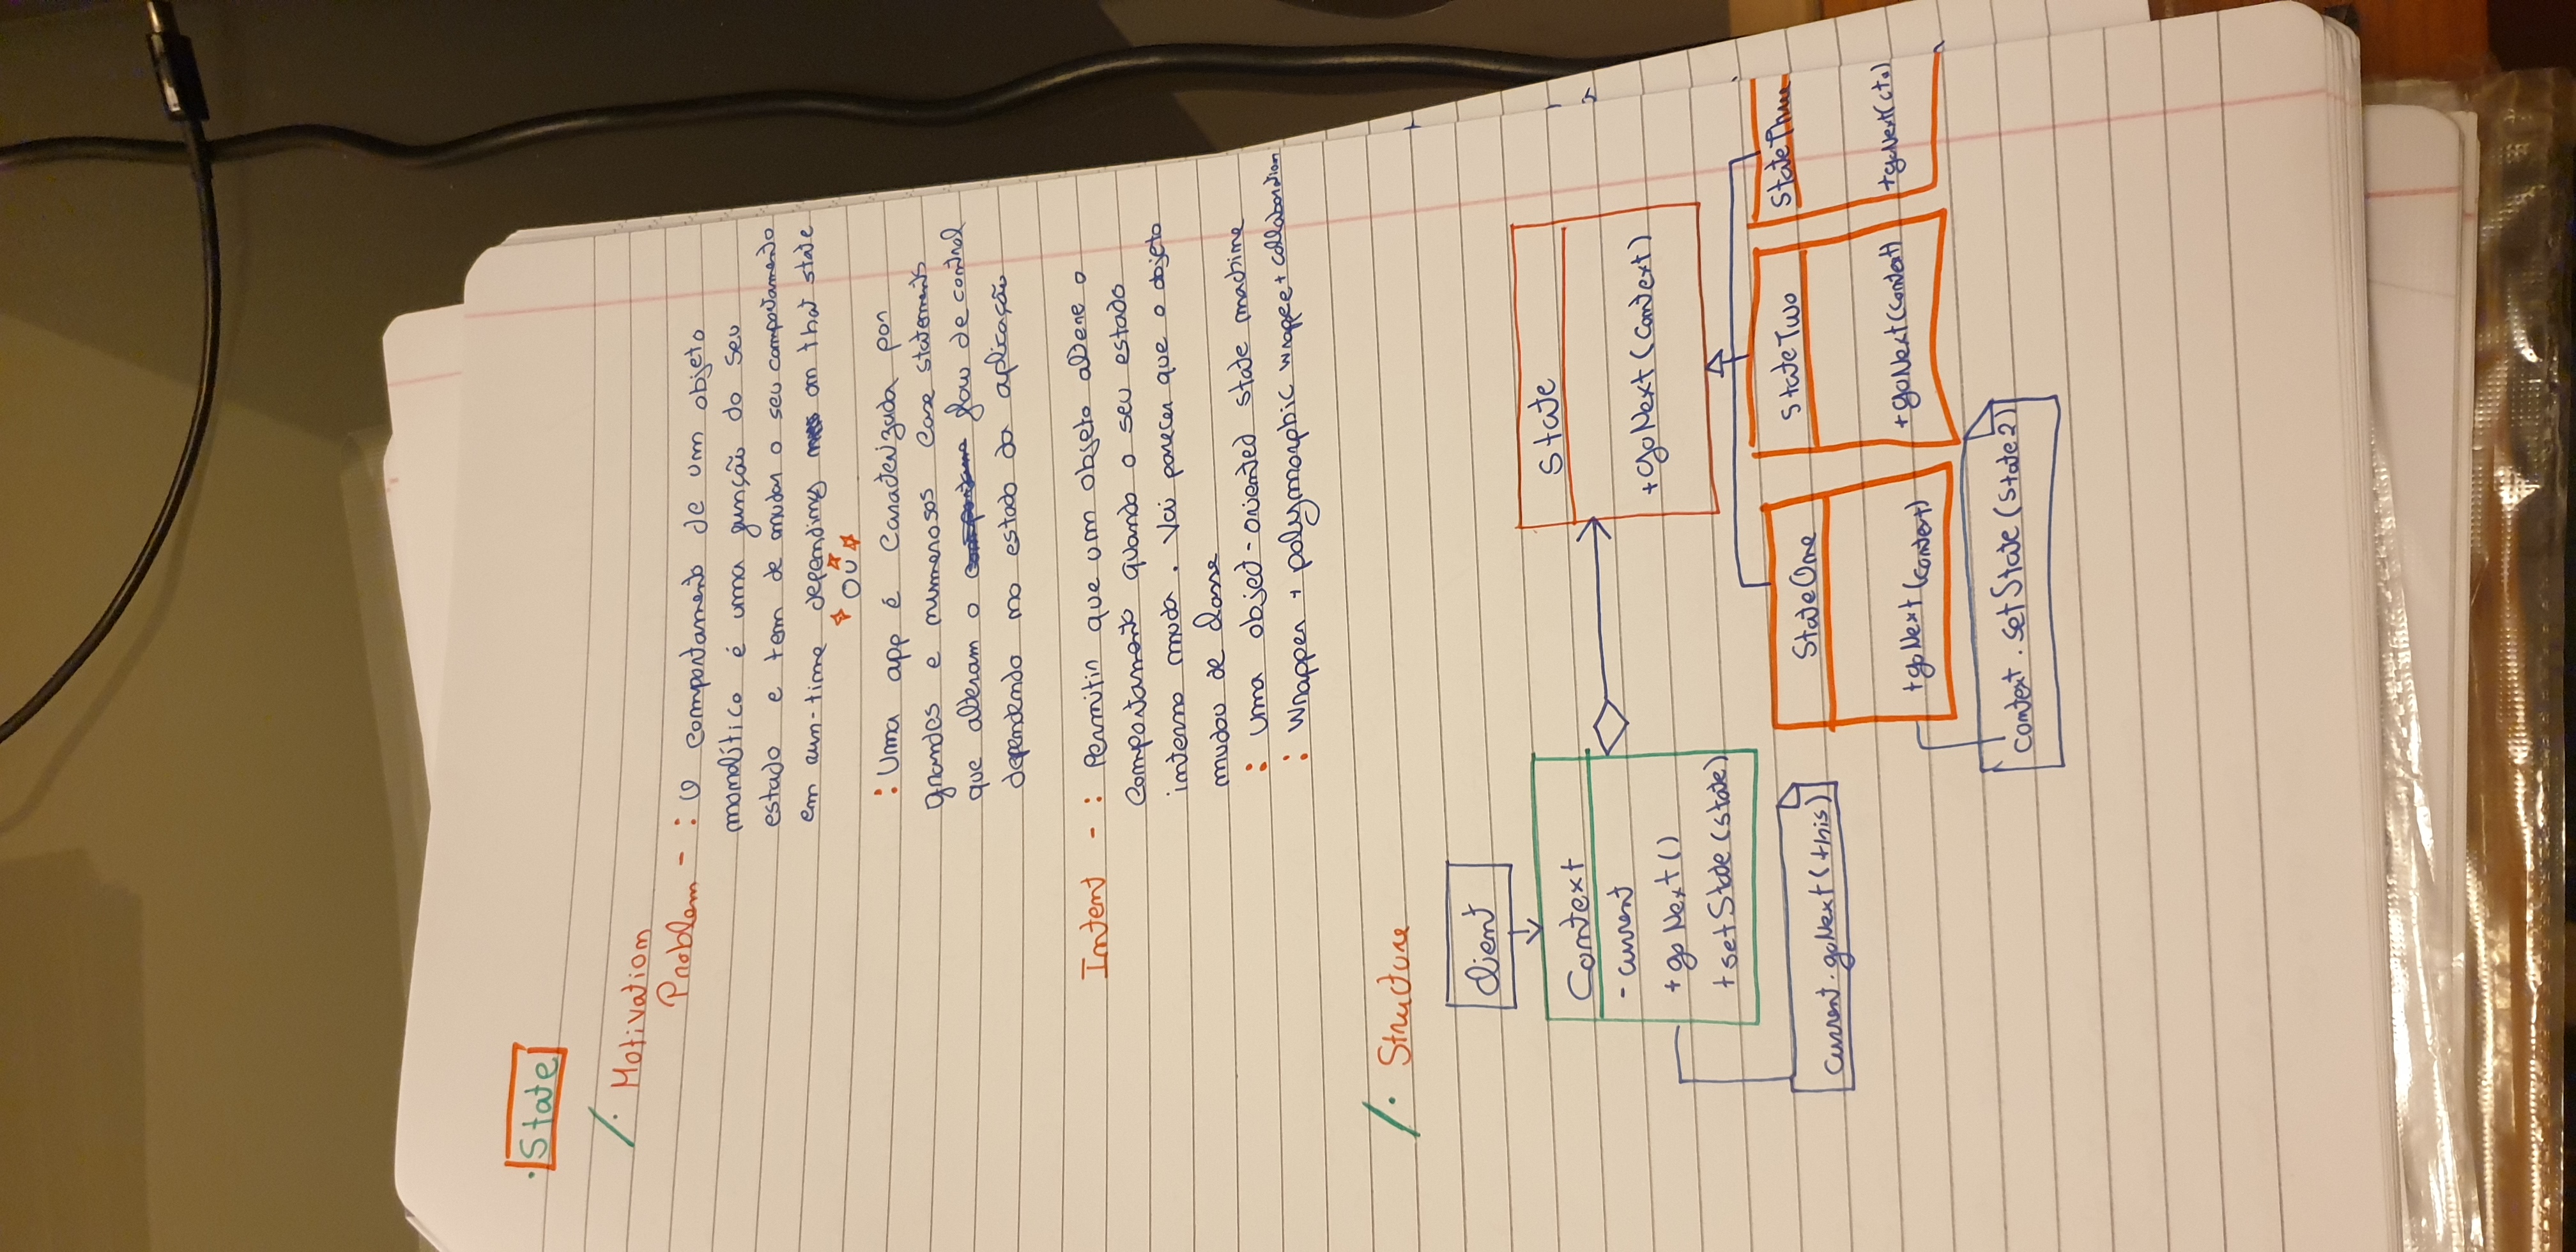 . State
/. Motivation
Problem - : O comportamento de um objeto
monolítico é uma função do seu
estado e tem de mudar o seu comportamento
em run-time depending on that state
OU
: Uma app é caraterizada por
grandes e numerosos case statements
que alteram o flow de control
dependendo no estado da aplicação
Intent - : Permitir que um objeto altere o
comportamento quando o seu estado
interno muda. Vai parecer que o objeto
mudou de classe
: uma object-oriented state machine
: wrapper + polymorphic wrappee + collaboration
/. Structure
Client
Context
- current
+ goNext()
+ setState(state)
current.goNext(this)
State
+goNext(Context)
StateOne
+goNext(context)
StateTwo
+goNext(context)
StateThree
+goNext(ctx)
Context.setState(State2)